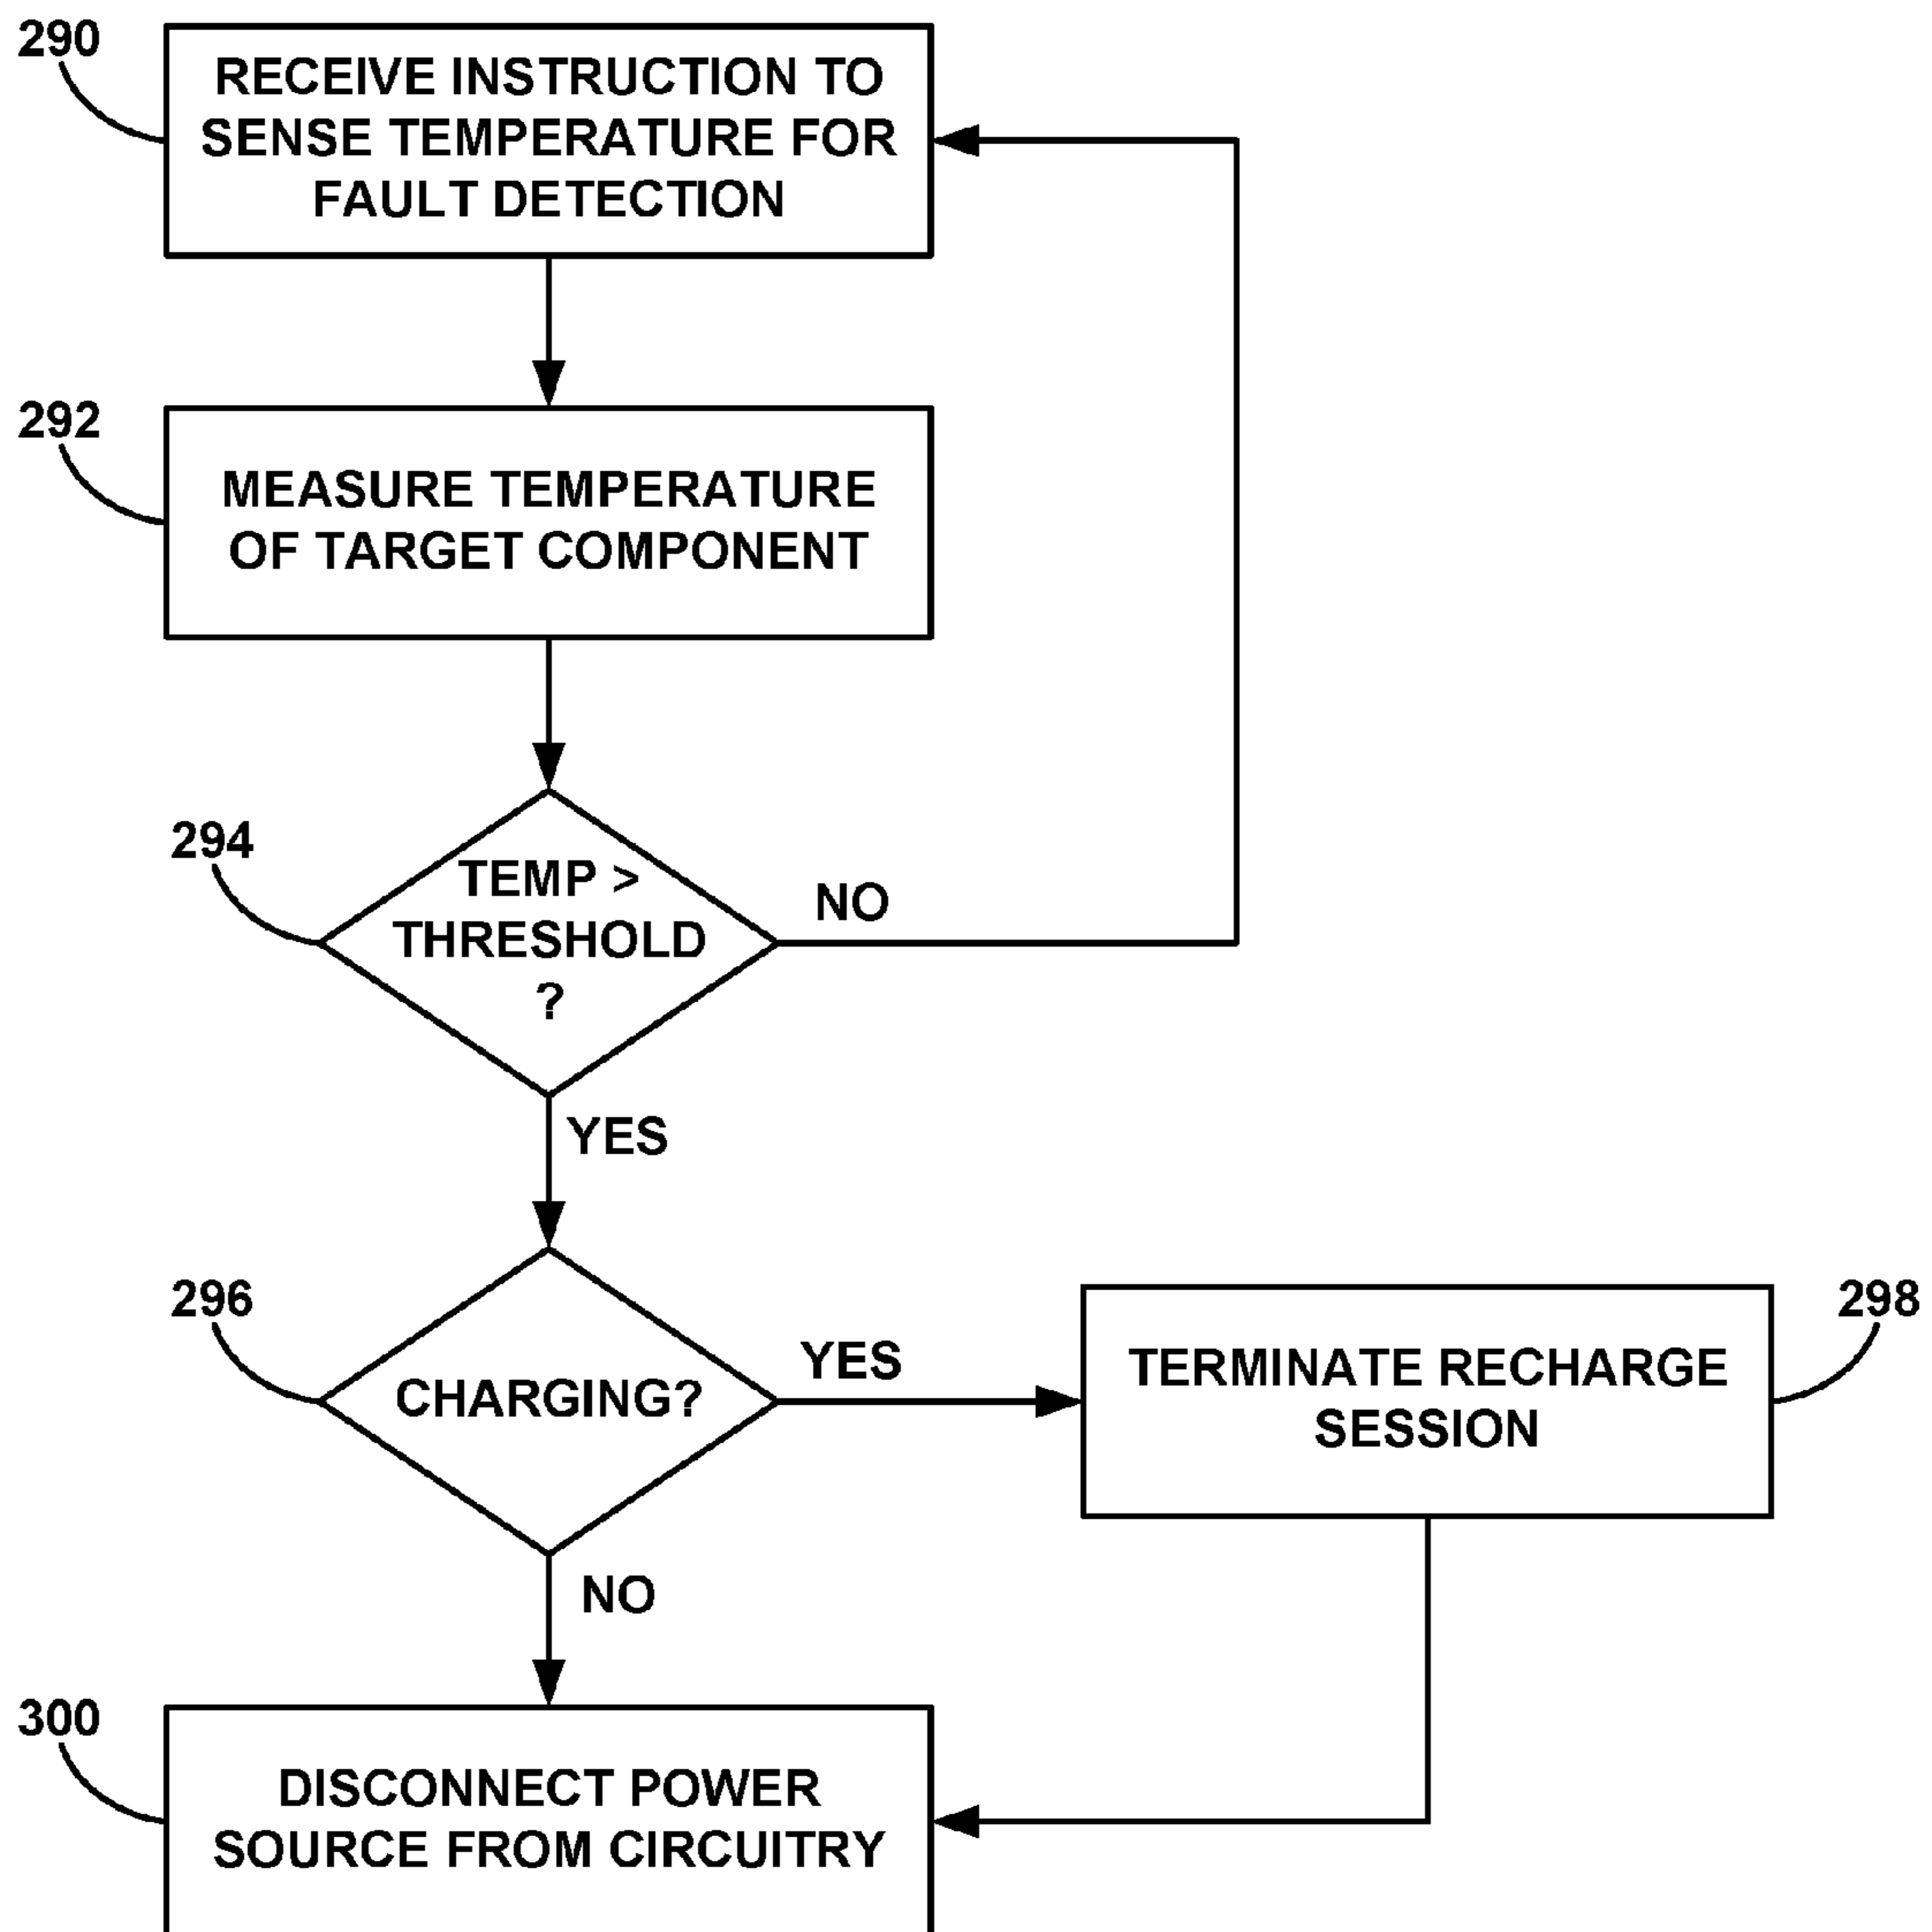 290
RECEIVE INSTRUCTION TO
SENSE TEMPERATURE FOR
FAULT DETECTION
292
MEASURE TEMPERATURE
OF TARGET COMPONENT
294
TEMP >
THRESHOLD
?
NO
YES
296
CHARGING?
YES
TERMINATE RECHARGE
SESSION
298
NO
300
DISCONNECT POWER
SOURCE FROM CIRCUITRY